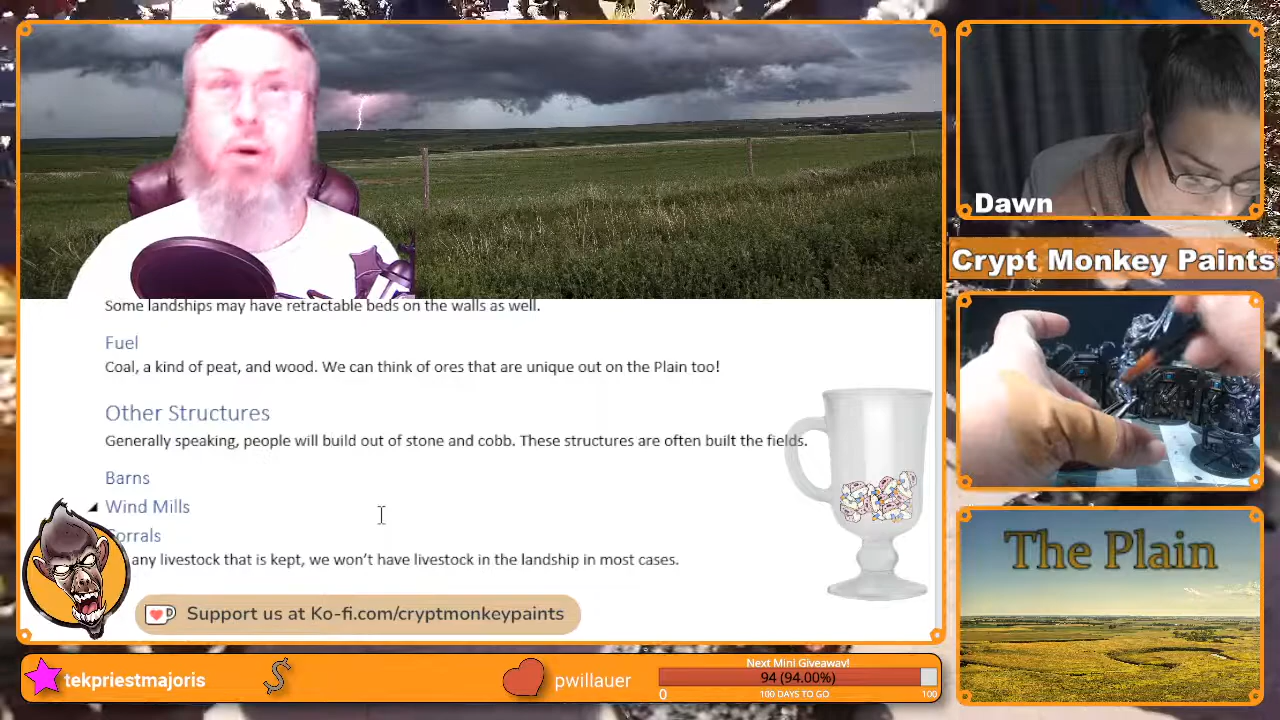 Dawn
Crypt Monkey Paints
Some landships may have retractable beds on the walls as well.
Fuel
Coal, a kind of peat, and wood. We can think of ores that are unique out on the Plain too!
Other Structures
Generally speaking, people will build out of stone and cobb. These structures are often built the fields.
Barns
Wind Mills
any livestock that is kept, we won't have livestock in the landship in most cases.
The Plain
Support us at Ko-fi.com/cryptmonkeypaints
tekpriestmajoris
pwillauer
Next Mini Giveaway!
94 (94.00%)
0 100 DAYS TO GO 100